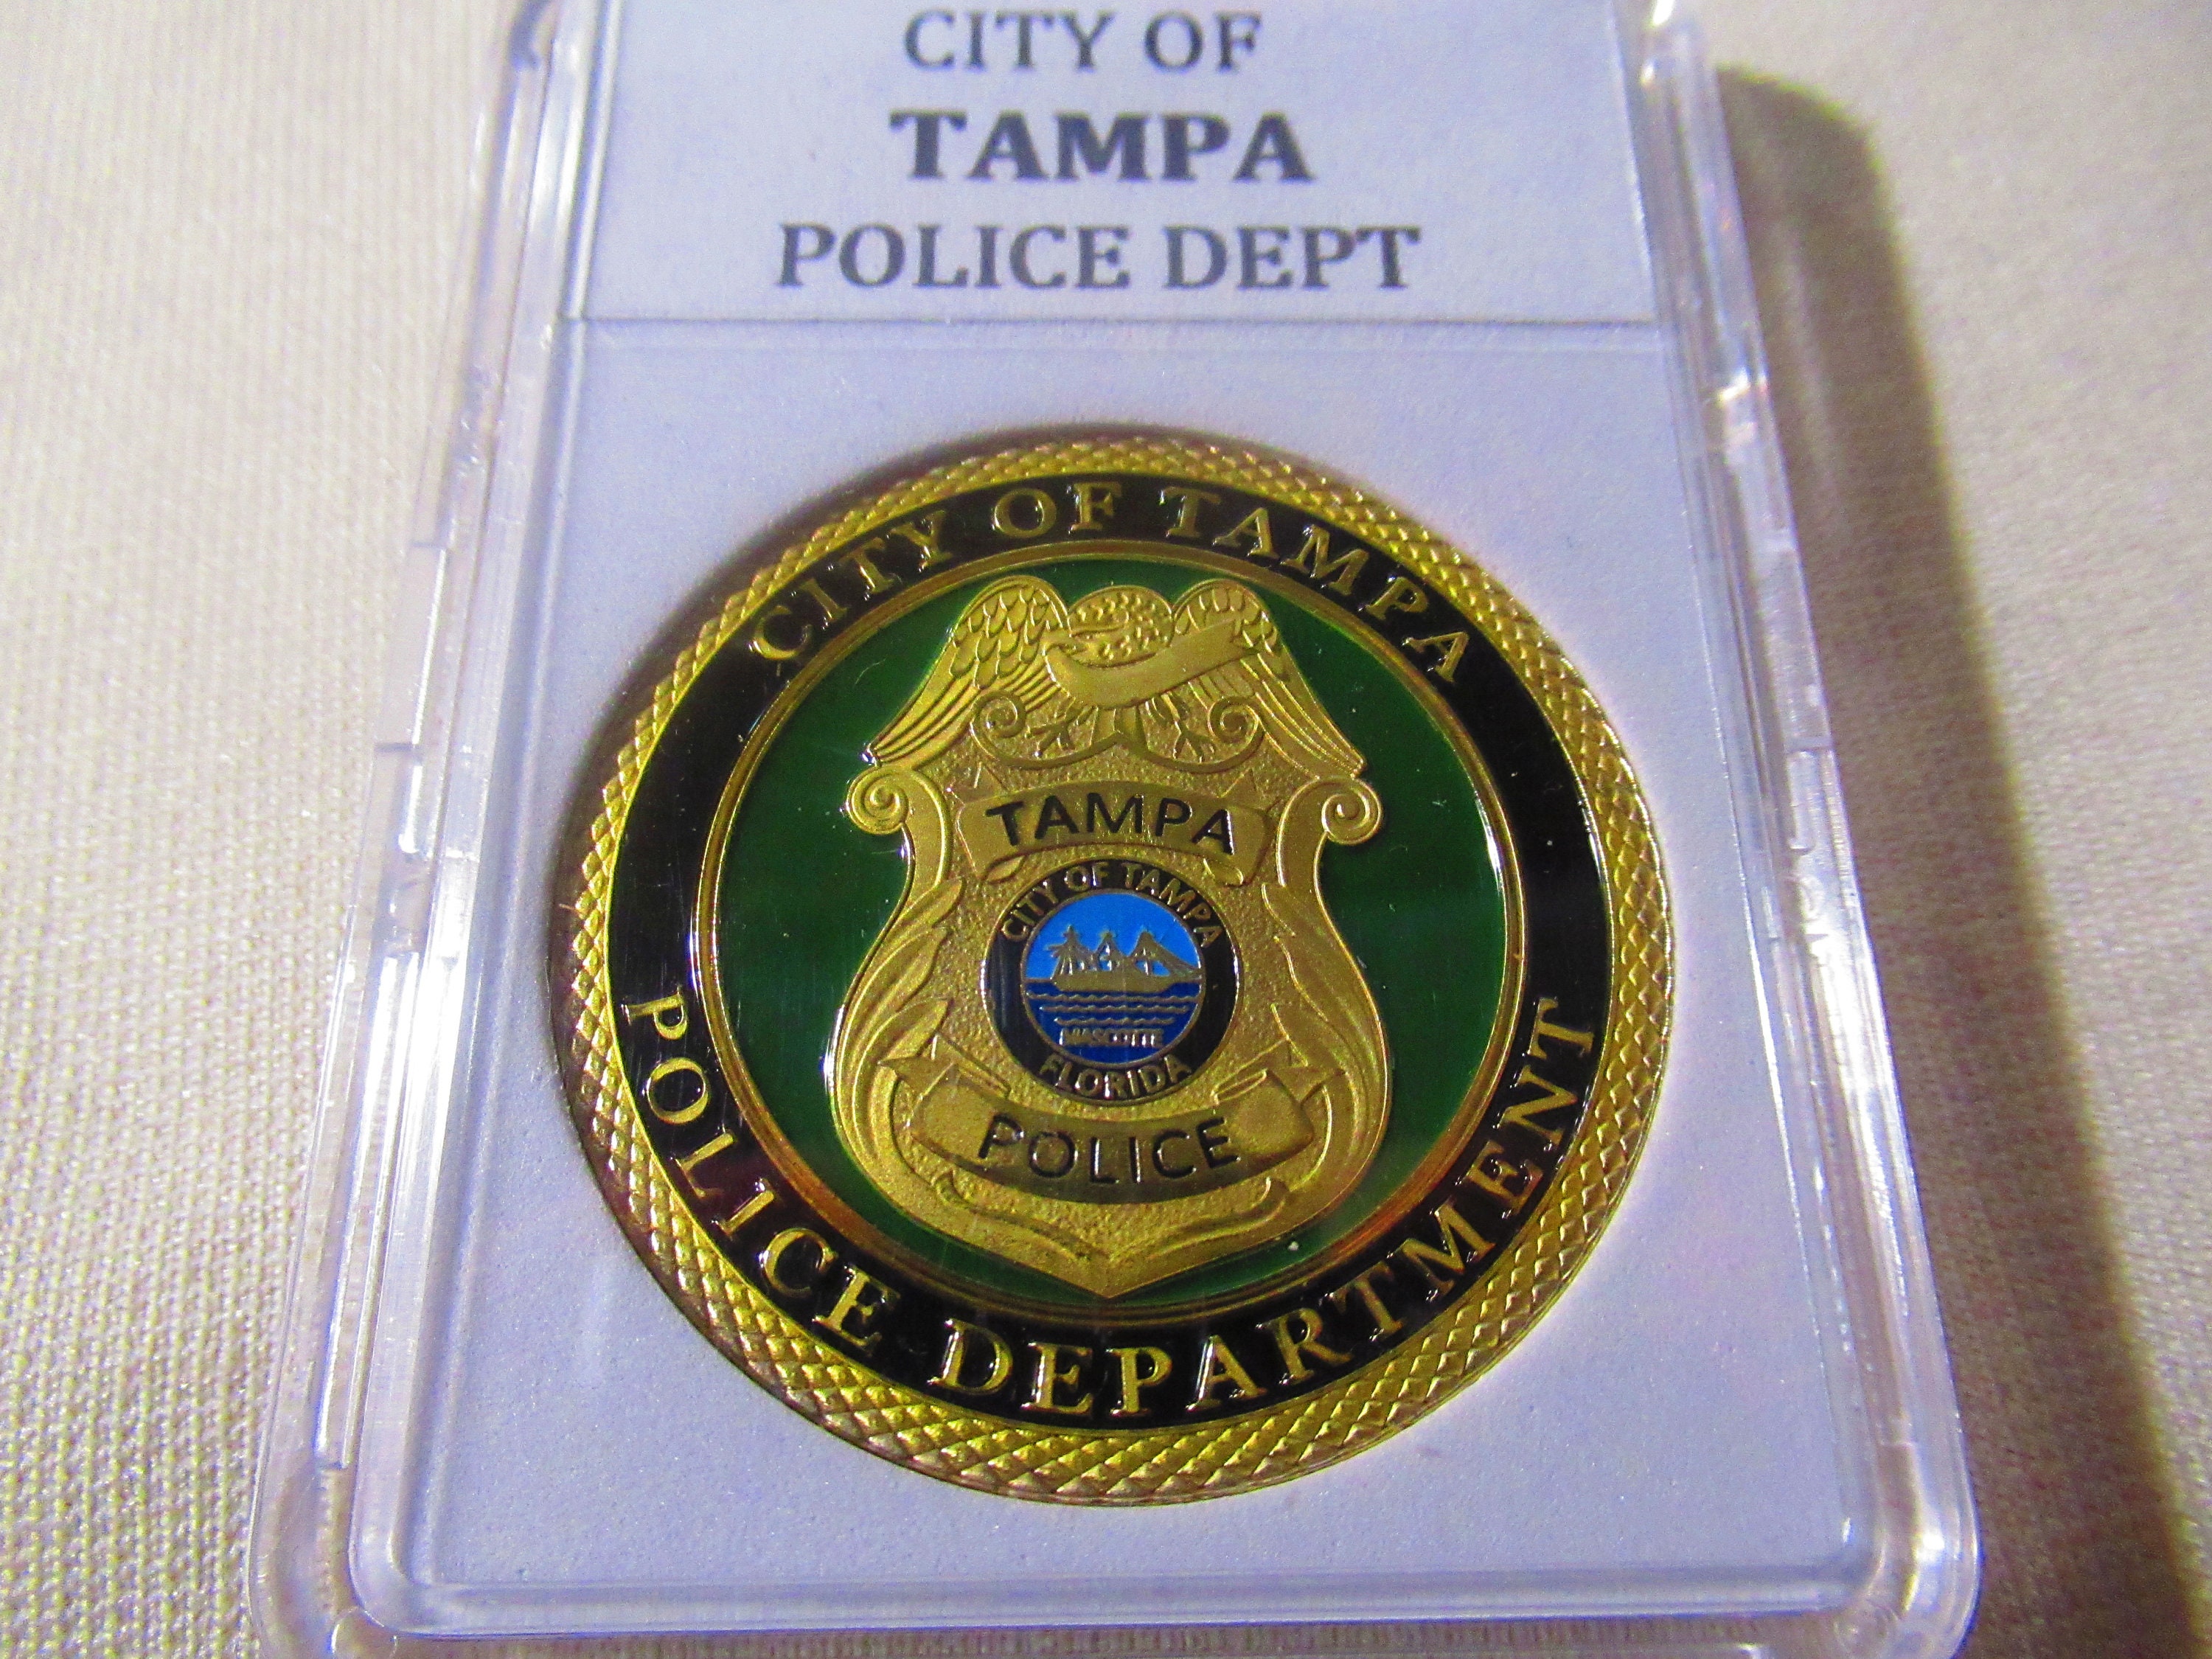 CITY OF
TAMPA
POLICE DEPT
CITY OF TAMPA
TAMPA
CITY OF TAMPA
MASCOTTE
FLORIDA
POLICE
POLICE DEPARTMENT